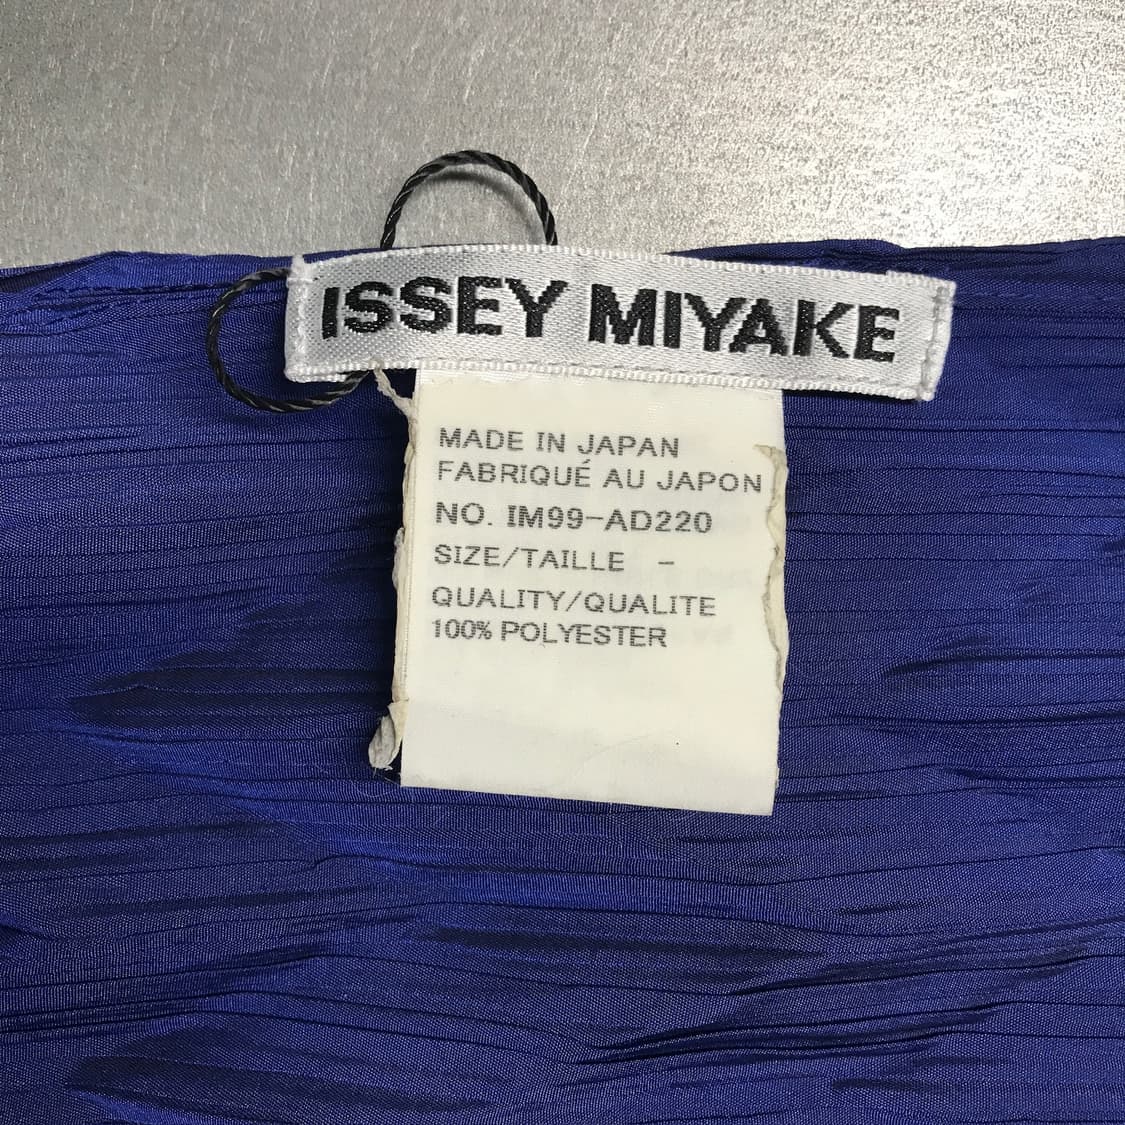 ISSEY MIYAKE
MADE IN JAPAN
FABRIQUÉ AU JAPON
NO. IM99-AD220
SIZE/TAILLE -
QUALITY/QUALITE
100% POLYESTER